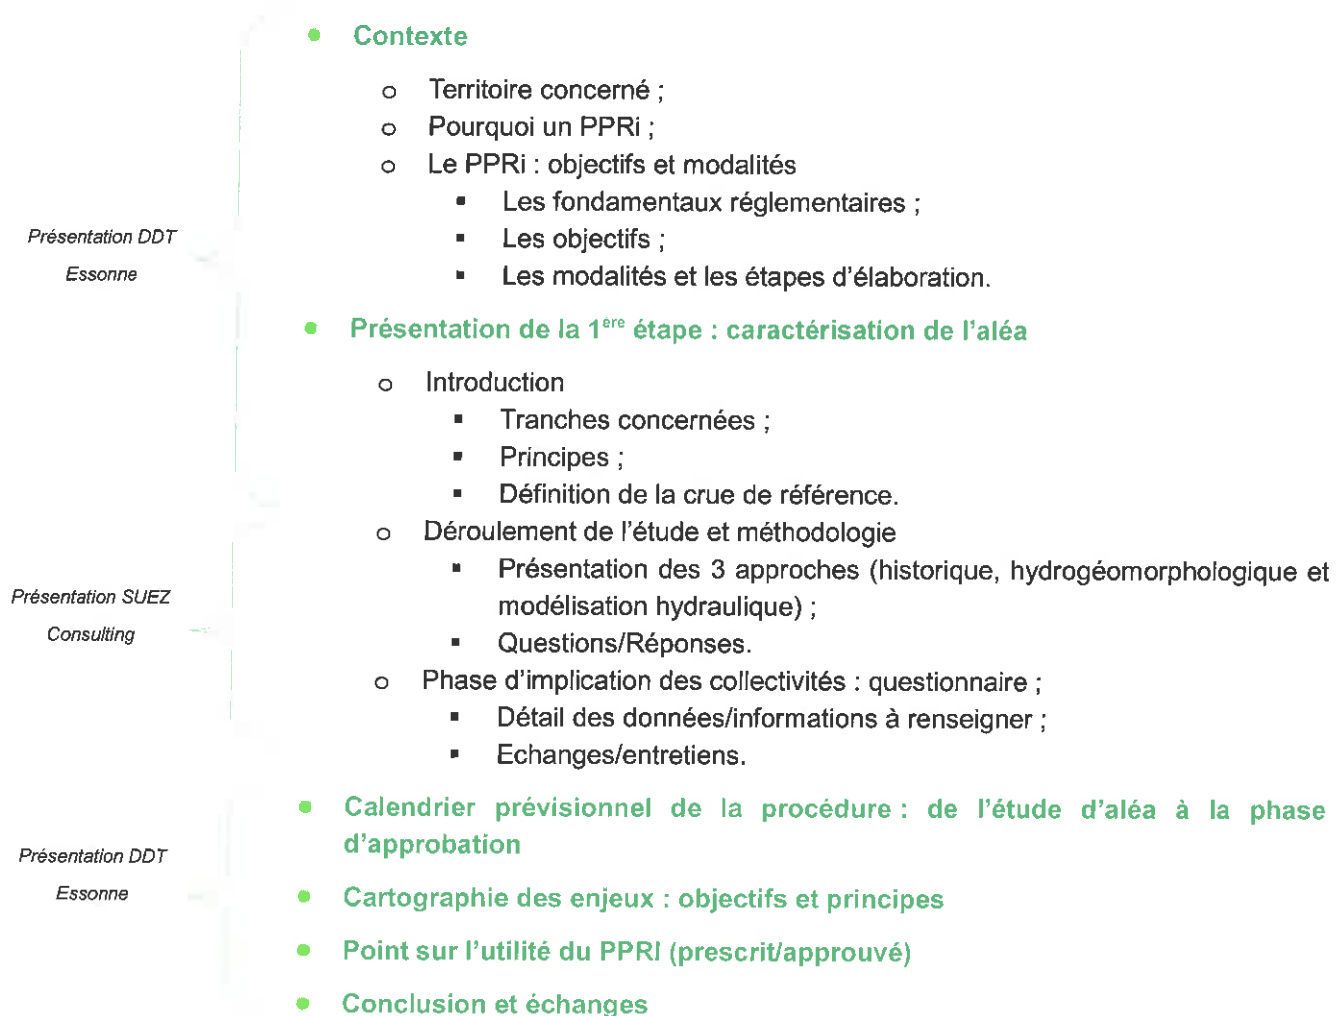 • Contexte
o Territoire concerné ;
o Pourquoi un PPRi ;
o Le PPRi : objectifs et modalités
▪ Les fondamentaux réglementaires ;
Présentation DDT
Essonne
▪ Les objectifs ;
▪ Les modalités et les étapes d'élaboration.
• Présentation de la 1ère étape : caractérisation de l'aléa
o Introduction
▪ Tranches concernées ;
▪ Principes ;
▪ Définition de la crue de référence.
o Déroulement de l'étude et méthodologie
Présentation SUEZ
Consulting
▪ Présentation des 3 approches (historique, hydrogéomorphologique et
modélisation hydraulique) ;
▪ Questions/Réponses.
o Phase d'implication des collectivités : questionnaire ;
▪ Détail des données/informations à renseigner ;
▪ Echanges/entretiens.
Présentation DDT
Essonne
• Calendrier prévisionnel de la procédure : de l'étude d'aléa à la phase
d'approbation
• Cartographie des enjeux : objectifs et principes
• Point sur l'utilité du PPRI (prescrit/approuvé)
• Conclusion et échanges